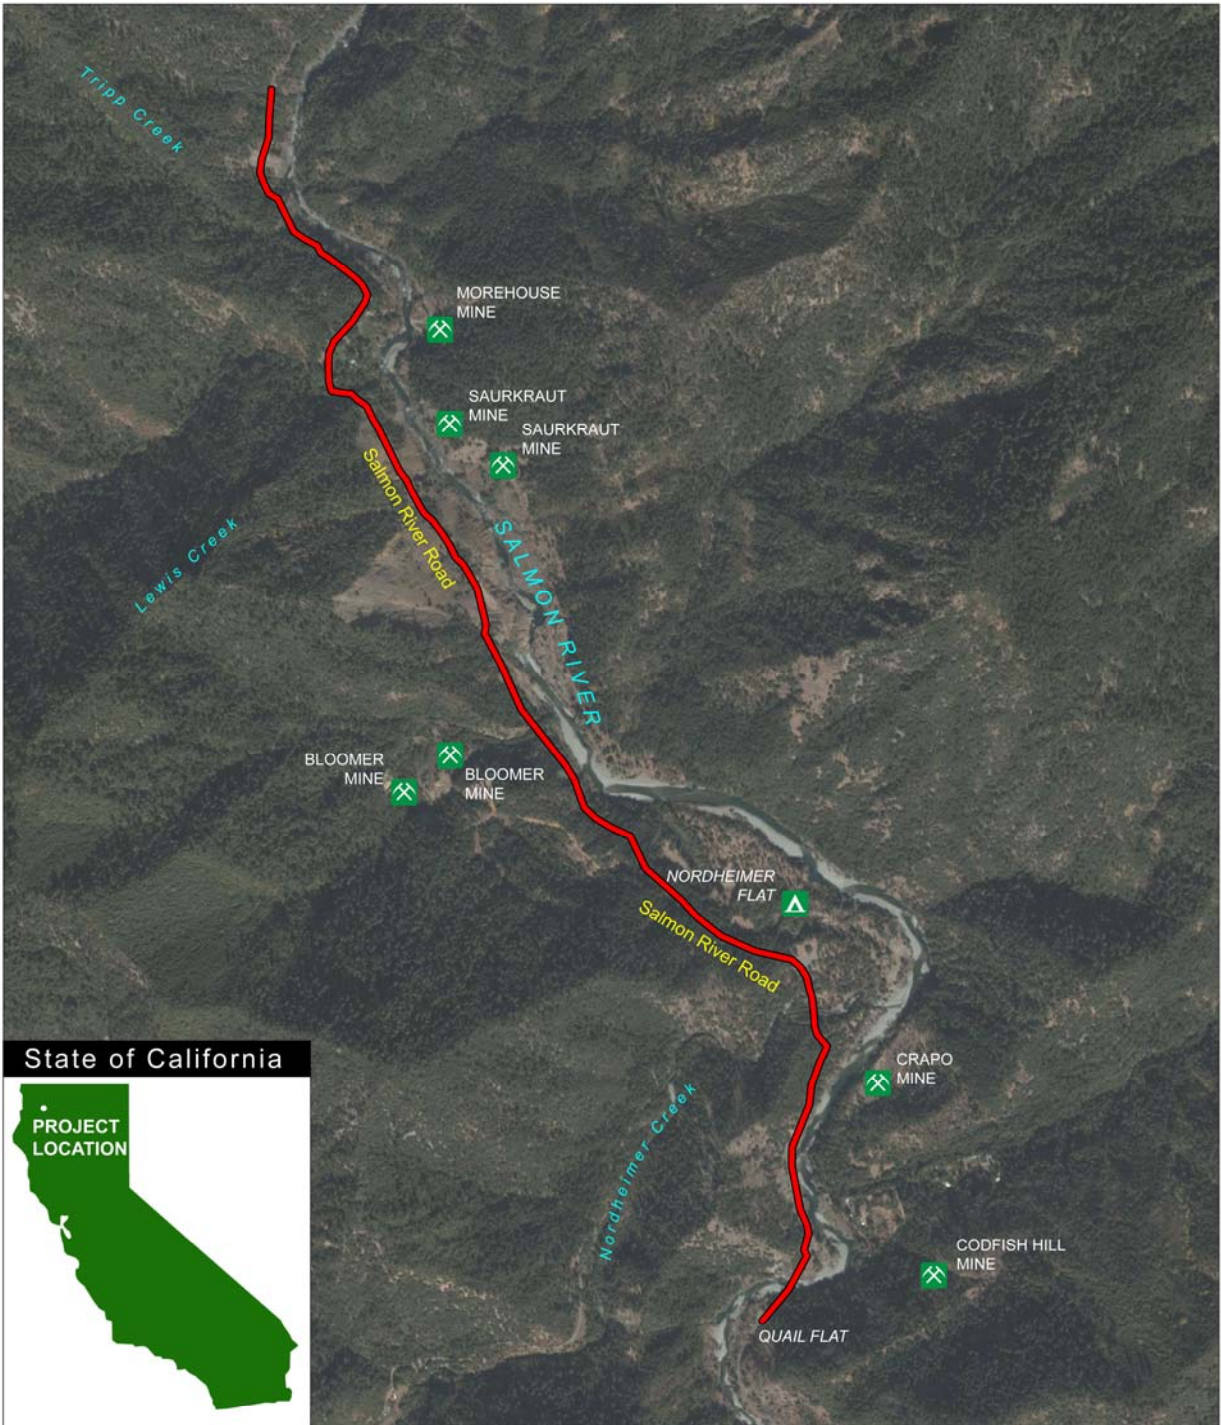 Tripp Creek
MOREHOUSE
MINE
SAURKRAUT
MINE
SAURKRAUT
MINE
Salmon River Road
SALMON RIVER
Lewis Creek
BLOOMER
MINE
BLOOMER
MINE
NORDHEIMER
FLAT
Salmon River Road
CRAPO
MINE
Nordheimer Creek
CODFISH HILL
MINE
QUAIL FLAT
State of California
PROJECT
LOCATION